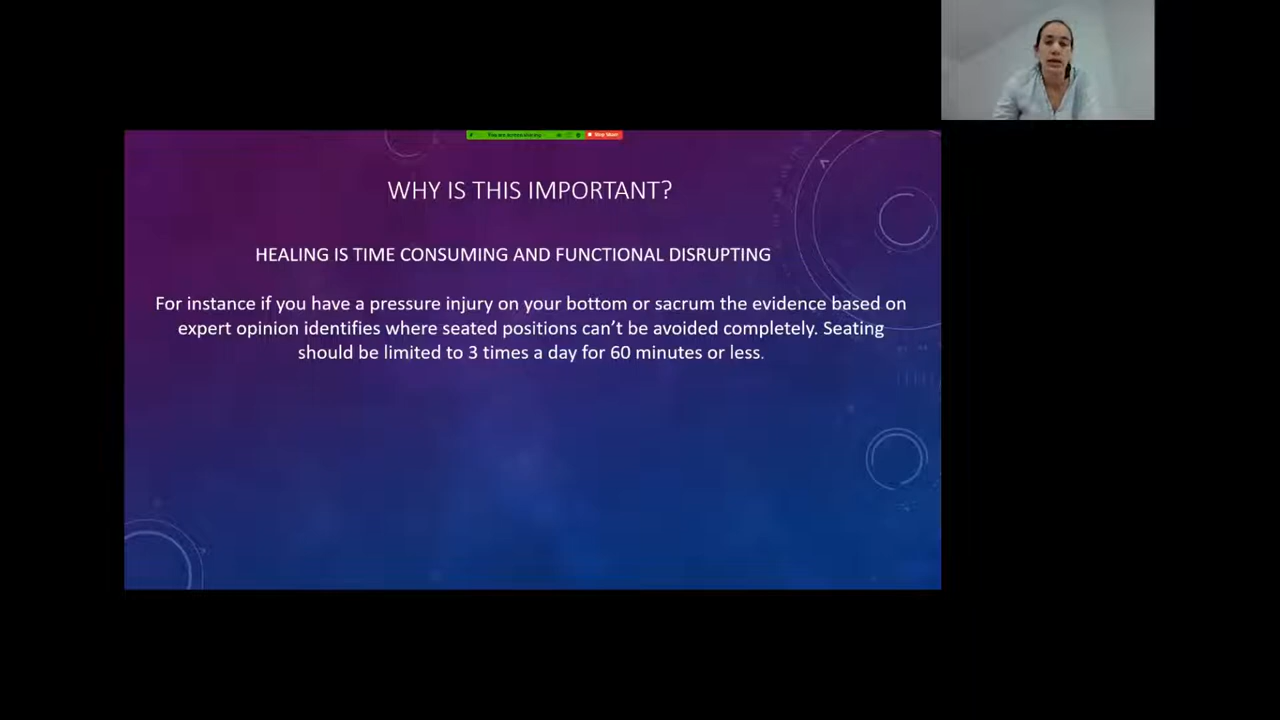 WHY IS THIS IMPORTANT?
HEALING IS TIME CONSUMING AND FUNCTIONAL DISRUPTING
For instance if you have a pressure injury on your bottom or sacrum the evidence based on
expert opinion identifies where seated positions can’t be avoided completely. Seating
should be limited to 3 times a day for 60 minutes or less.